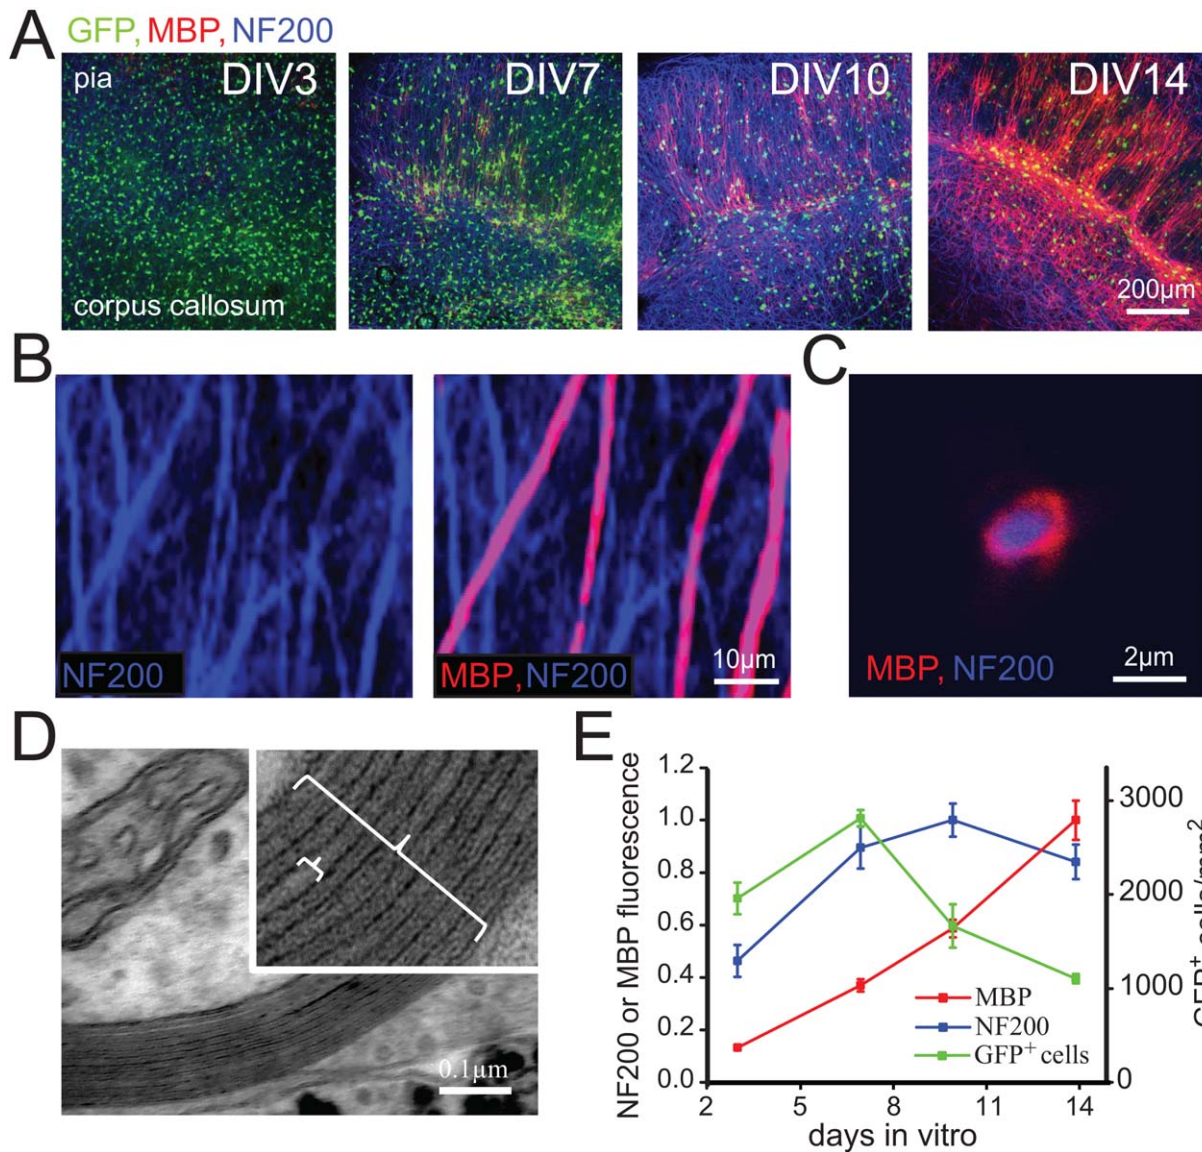 A
GFP, MBP, NF200
pia
DIV3
corpus callosum
DIV7
DIV10
DIV14
200μm
B
NF200
MBP, NF200
10μm
C
MBP, NF200
2μm
D
0.1μm
E
NF200 or MBP fluorescence
1.2
1.0
0.8
0.6
0.4
0.2
0.0
2
5
8
11
14
days in vitro
MBP
NF200
GFP⁺ cells
3000
2000
1000
0